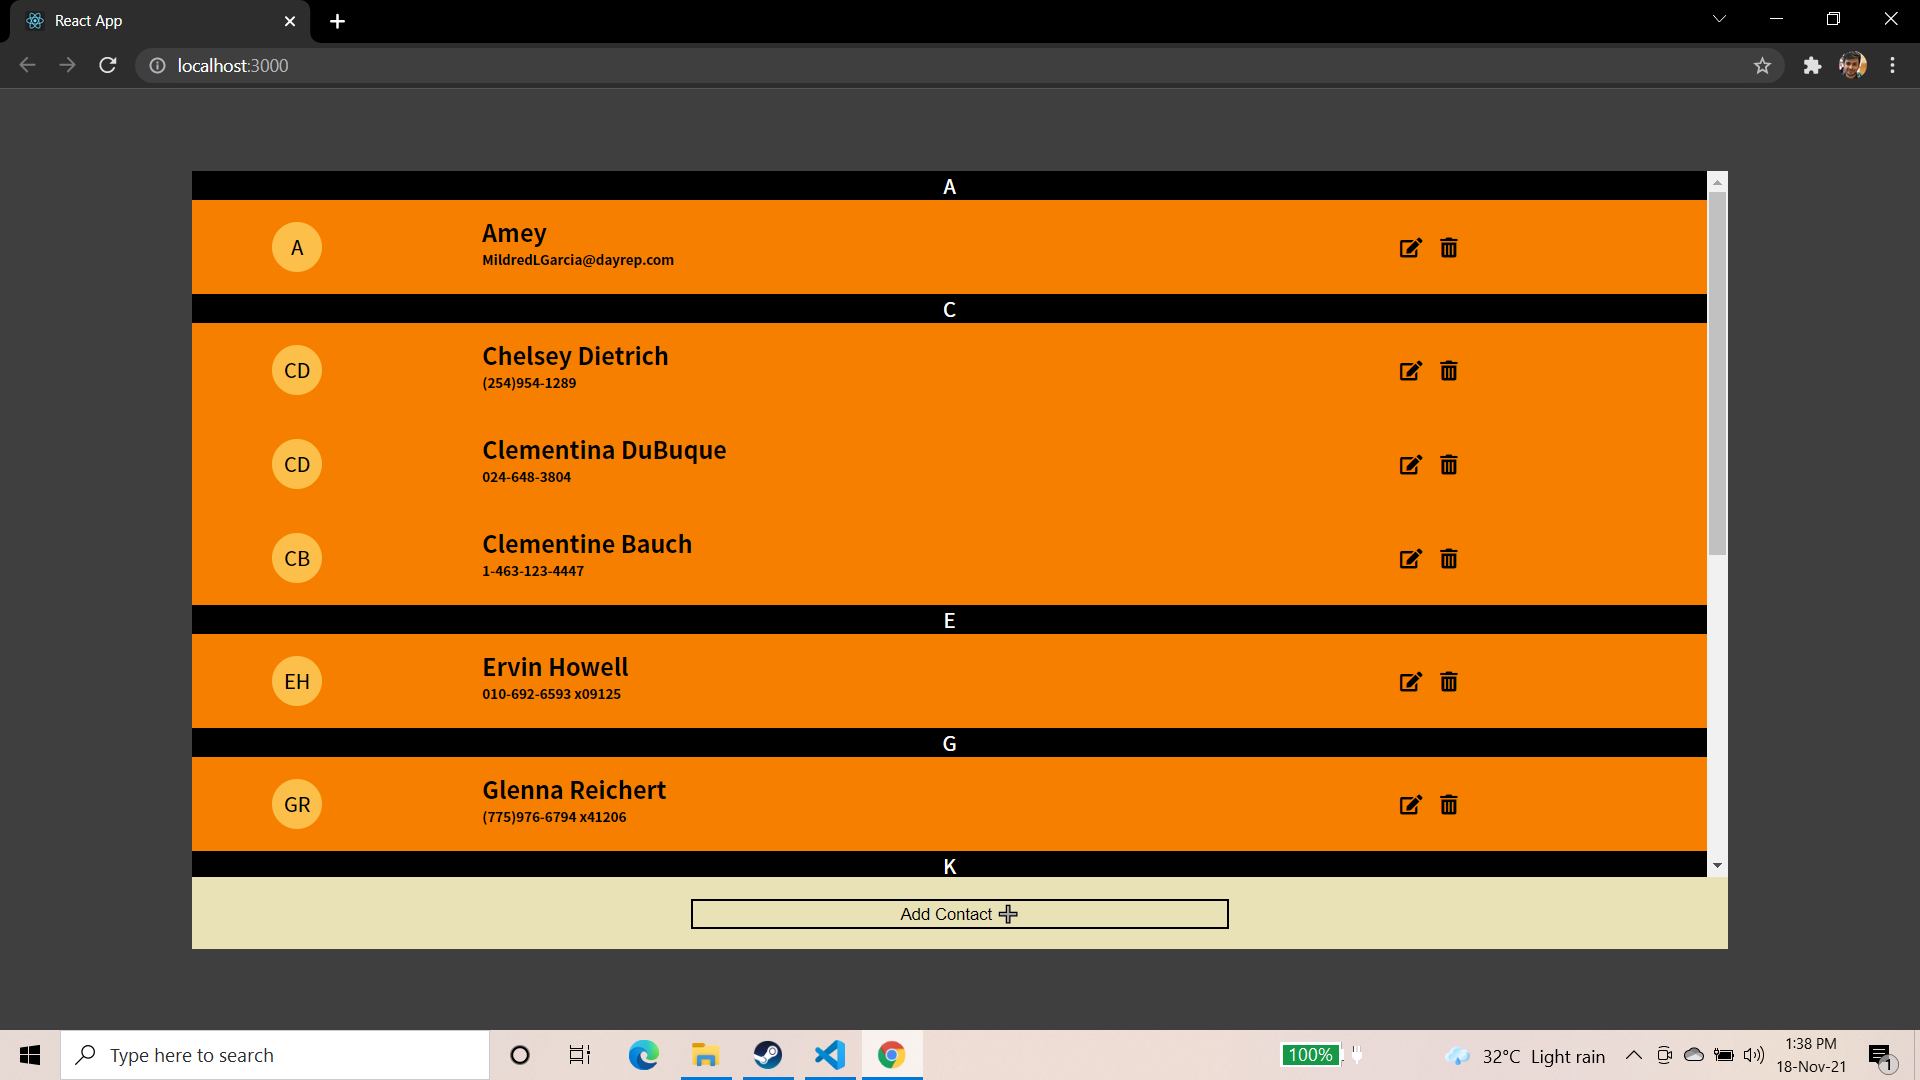 React App
localhost:3000
A
A
Amey
MildredLGarcia@dayrep.com
C
CD
Chelsey Dietrich
(254)954-1289
CD
Clementina DuBuque
024-648-3804
CB
Clementine Bauch
1-463-123-4447
E
EH
Ervin Howell
010-692-6593 x09125
G
GR
Glenna Reichert
(775)976-6794 x41206
K
Add Contact
Type here to search
100%
32°C Light rain
1:38 PM
18-Nov-21
1